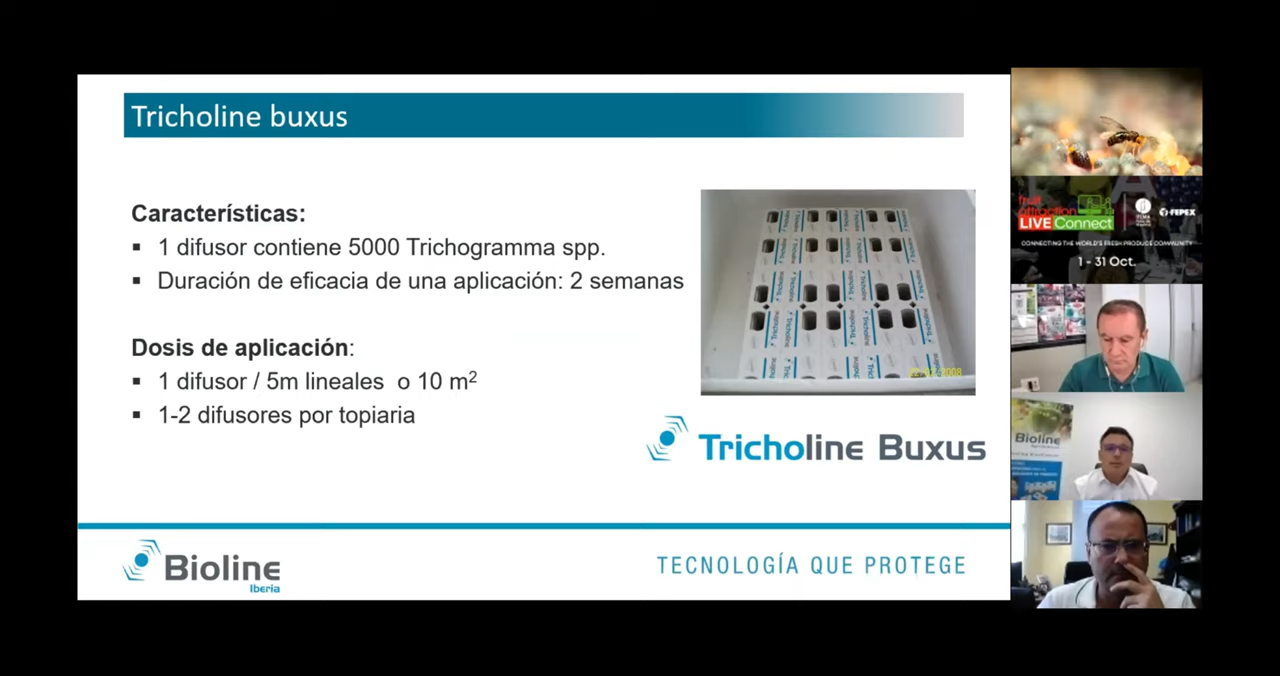 Tricholine buxus
Características:
▪ 1 difusor contiene 5000 Trichogramma spp.
▪ Duración de eficacia de una aplicación: 2 semanas
Dosis de aplicación:
▪ 1 difusor / 5m lineales o 10 m²
▪ 1-2 difusores por topiaria
Tricholine Buxus
Bioline
Iberia
TECNOLOGÍA QUE PROTEGE
fruit
attraction
LIVE Connect
FEPEX
CONNECTING THE WORLD'S FRESH PRODUCE COMMUNITY
1 - 31 Oct.
Bioline